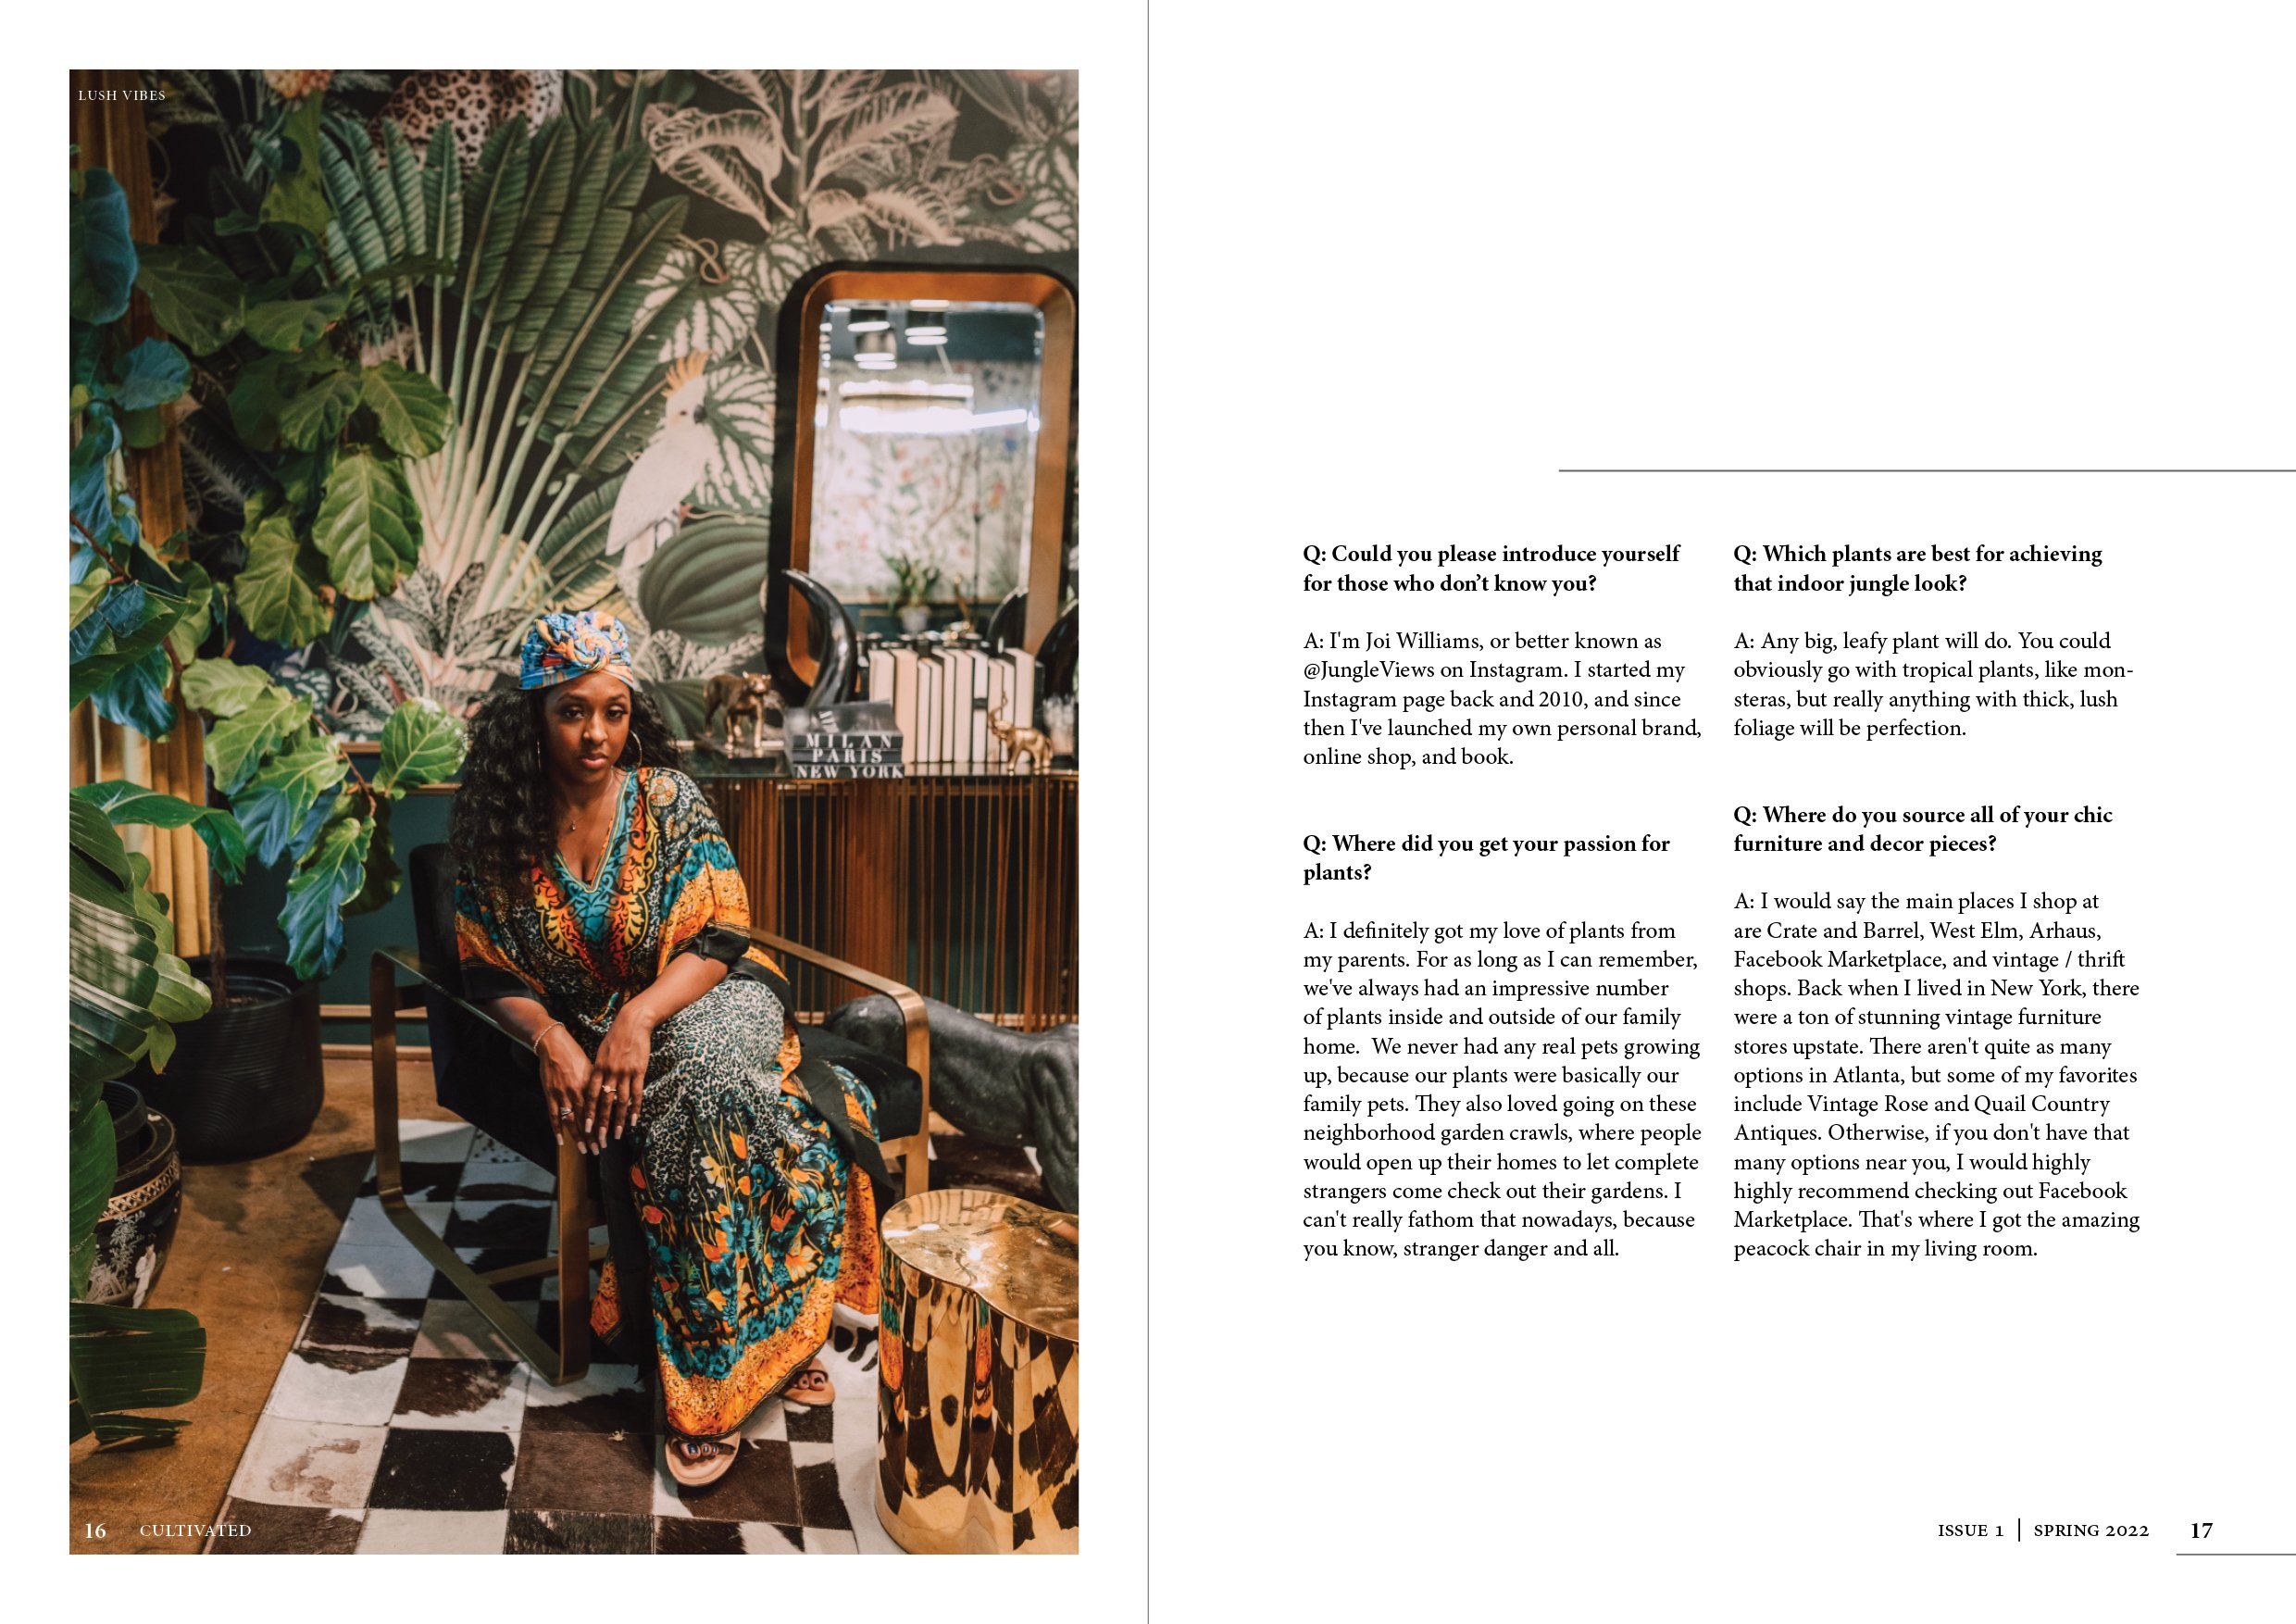 LUSH VIBES
MILAN
PARIS
NEW YORK
16 CULTIVATED
Q: Could you please introduce yourself
for those who don’t know you?
A: I'm Joi Williams, or better known as
@JungleViews on Instagram. I started my
Instagram page back and 2010, and since
then I've launched my own personal brand,
online shop, and book.
Q: Where did you get your passion for
plants?
A: I definitely got my love of plants from
my parents. For as long as I can remember,
we've always had an impressive number
of plants inside and outside of our family
home.  We never had any real pets growing
up, because our plants were basically our
family pets. They also loved going on these
neighborhood garden crawls, where people
would open up their homes to let complete
strangers come check out their gardens. I
can't really fathom that nowadays, because
you know, stranger danger and all.
Q: Which plants are best for achieving
that indoor jungle look?
A: Any big, leafy plant will do. You could
obviously go with tropical plants, like mon-
steras, but really anything with thick, lush
foliage will be perfection.
Q: Where do you source all of your chic
furniture and decor pieces?
A: I would say the main places I shop at
are Crate and Barrel, West Elm, Arhaus,
Facebook Marketplace, and vintage / thrift
shops. Back when I lived in New York, there
were a ton of stunning vintage furniture
stores upstate. There aren't quite as many
options in Atlanta, but some of my favorites
include Vintage Rose and Quail Country
Antiques. Otherwise, if you don't have that
many options near you, I would highly
highly recommend checking out Facebook
Marketplace. That's where I got the amazing
peacock chair in my living room.
ISSUE 1 | SPRING 2022 17